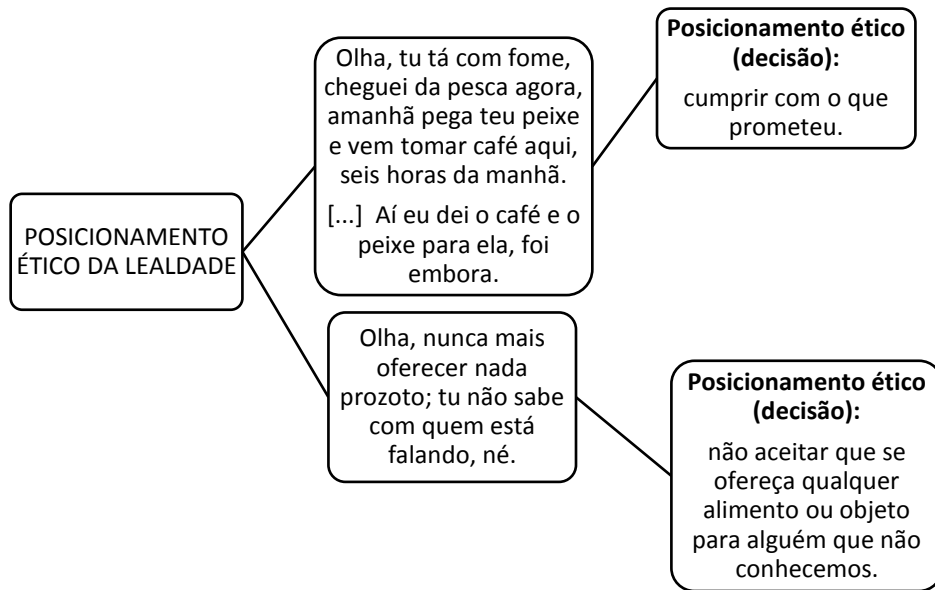 POSICIONAMENTO
ÉTICO DA LEALDADE
Olha, tu tá com fome,
cheguei da pesca agora,
amanhã pega teu peixe
e vem tomar café aqui,
seis horas da manhã.
[...] Aí eu dei o café e o
peixe para ela, foi
embora.
Posicionamento ético
(decisão):
cumprir com o que
prometeu.
Olha, nunca mais
oferecer nada
prozoto; tu não sabe
com quem está
falando, né.
Posicionamento ético
(decisão):
não aceitar que se
ofereça qualquer
alimento ou objeto
para alguém que não
conhecemos.